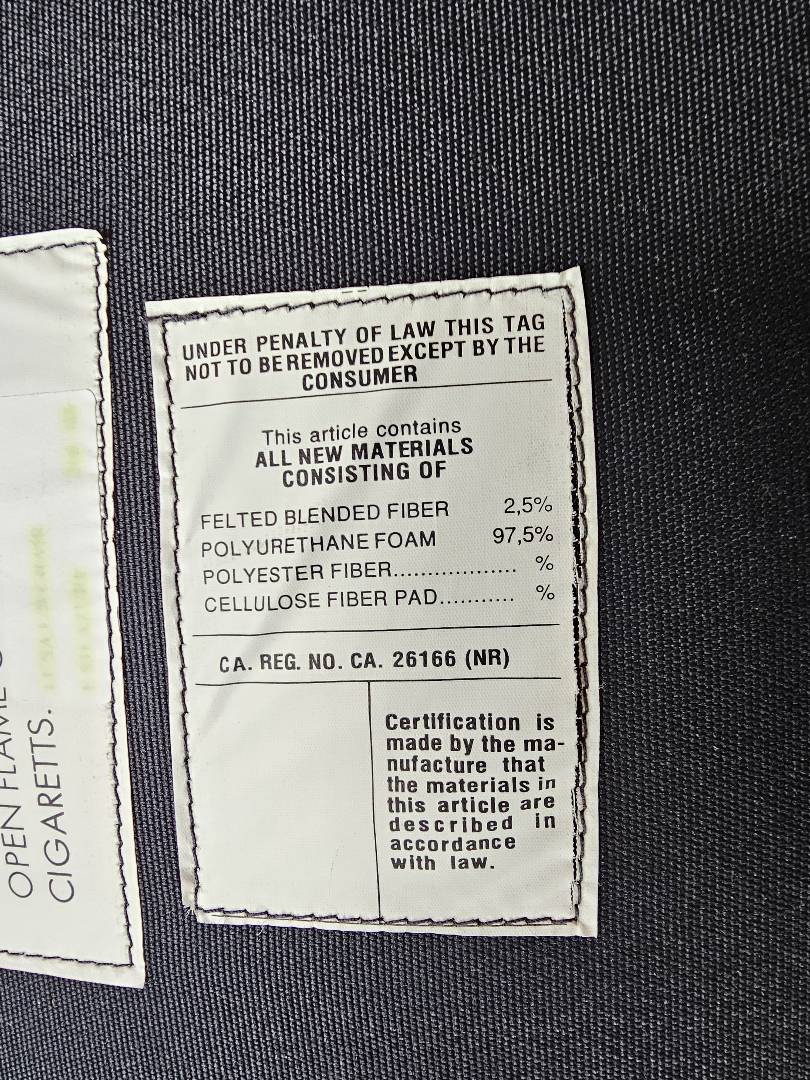 UNDER PENALTY OF LAW THIS TAG
NOT TO BE REMOVED EXCEPT BY THE
CONSUMER
This article contains
ALL NEW MATERIALS
CONSISTING OF
FELTED BLENDED FIBER 2,5%
POLYURETHANE FOAM 97,5%
POLYESTER FIBER.................. %
CELLULOSE FIBER PAD........... %
CA. REG. NO. CA. 26166 (NR)
Certification is
made by the ma-
nufacture that
the materials in
this article are
described in
accordance
with law.
OPEN FLAME
CIGARETTS.